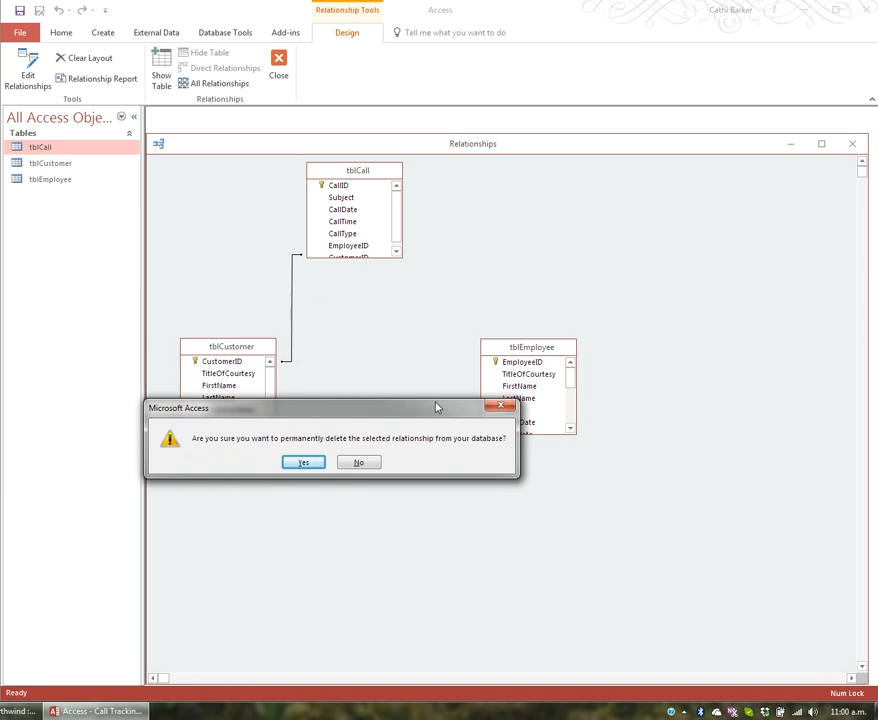 Relationship Tools
Access
Cathi Barker
?
File
Home
Create
External Data
Database Tools
Add-ins
Design
Tell me what you want to do
Edit
Relationships
Clear Layout
Relationship Report
Tools
Show
Table
Hide Table
Direct Relationships
All Relationships
Relationships
Close
All Access Obje...
Tables
tblCall
tblCustomer
tblEmployee
Relationships
tblCall
CallID
Subject
CallDate
CallTime
CallType
EmployeeID
CustomerID
tblCustomer
CustomerID
TitleOfCourtesy
FirstName
LastName
tblEmployee
EmployeeID
TitleOfCourtesy
FirstName
LastName
Microsoft Access
Are you sure you want to permanently delete the selected relationship from your database?
Yes
No
Ready
Num Lock
thwind :...
Access - Call Trackin...
11:00 a.m.